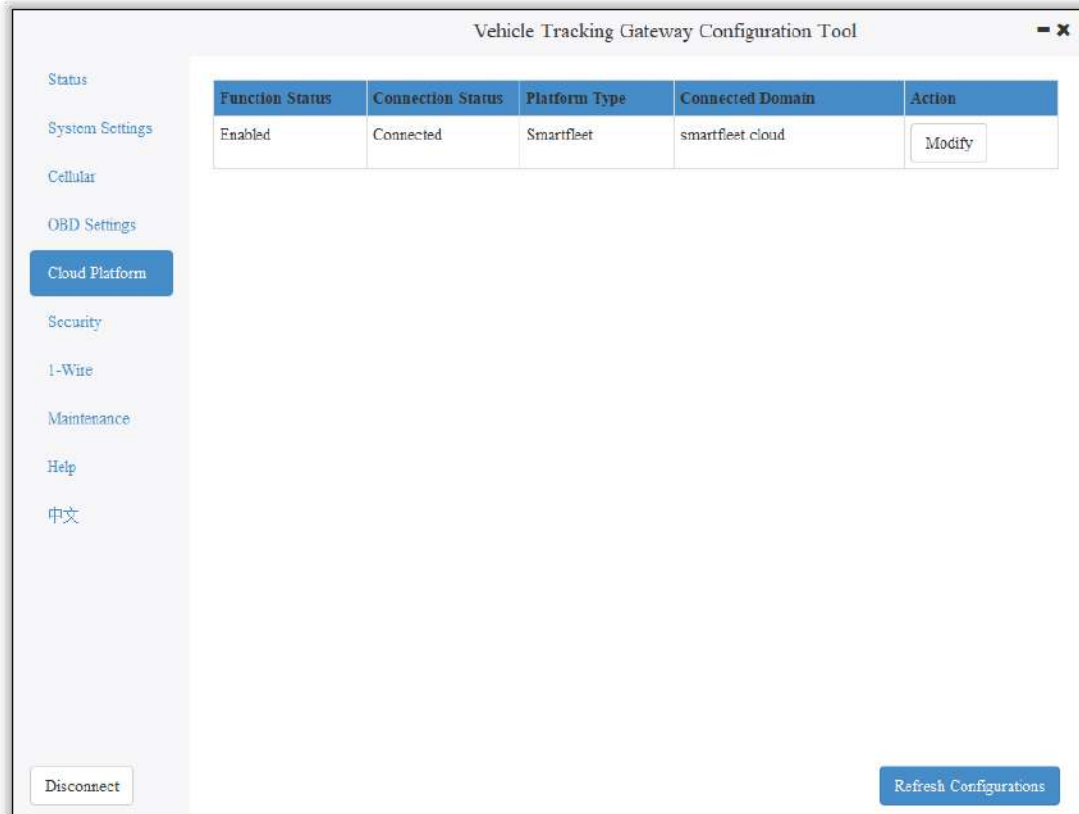 Vehicle Tracking Gateway Configuration Tool
Status
System Settings
Cellular
OBD Settings
Cloud Platform
Security
1-Wire
Maintenance
Help
中文
Function Status Connection Status Platform Type Connected Domain Action
Enabled Connected Smartfleet smartfleet.cloud Modify
Disconnect
Refresh Configurations